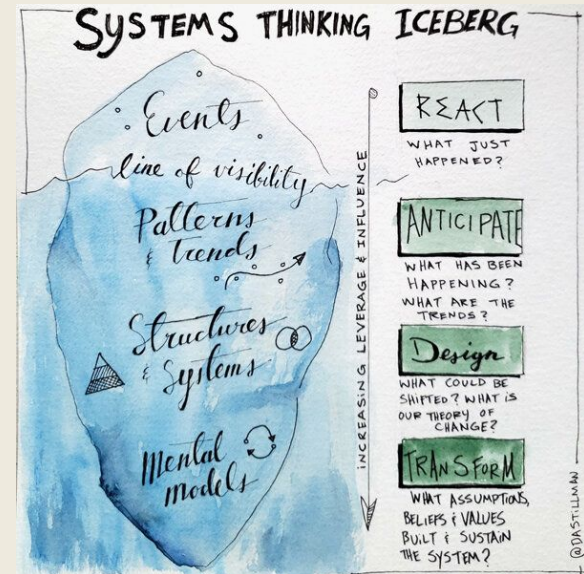 SYSTEMS THINKING ICEBERG
Events
line of visibility
Patterns
& trends
Structures
& Systems
Mental
models
INCREASING LEVERAGE & INFLUENCE
REACT
WHAT JUST
HAPPENED?
ANTICIPATE
WHAT HAS BEEN
HAPPENING?
WHAT ARE THE
TRENDS?
Design
WHAT COULD BE
SHIFTED? WHAT IS
OUR THEORY OF
CHANGE?
TRANSFORM
WHAT ASSUMPTIONS,
BELIEFS & VALUES
BUILT & SUSTAIN
THE SYSTEM?
@DASTILLMAN